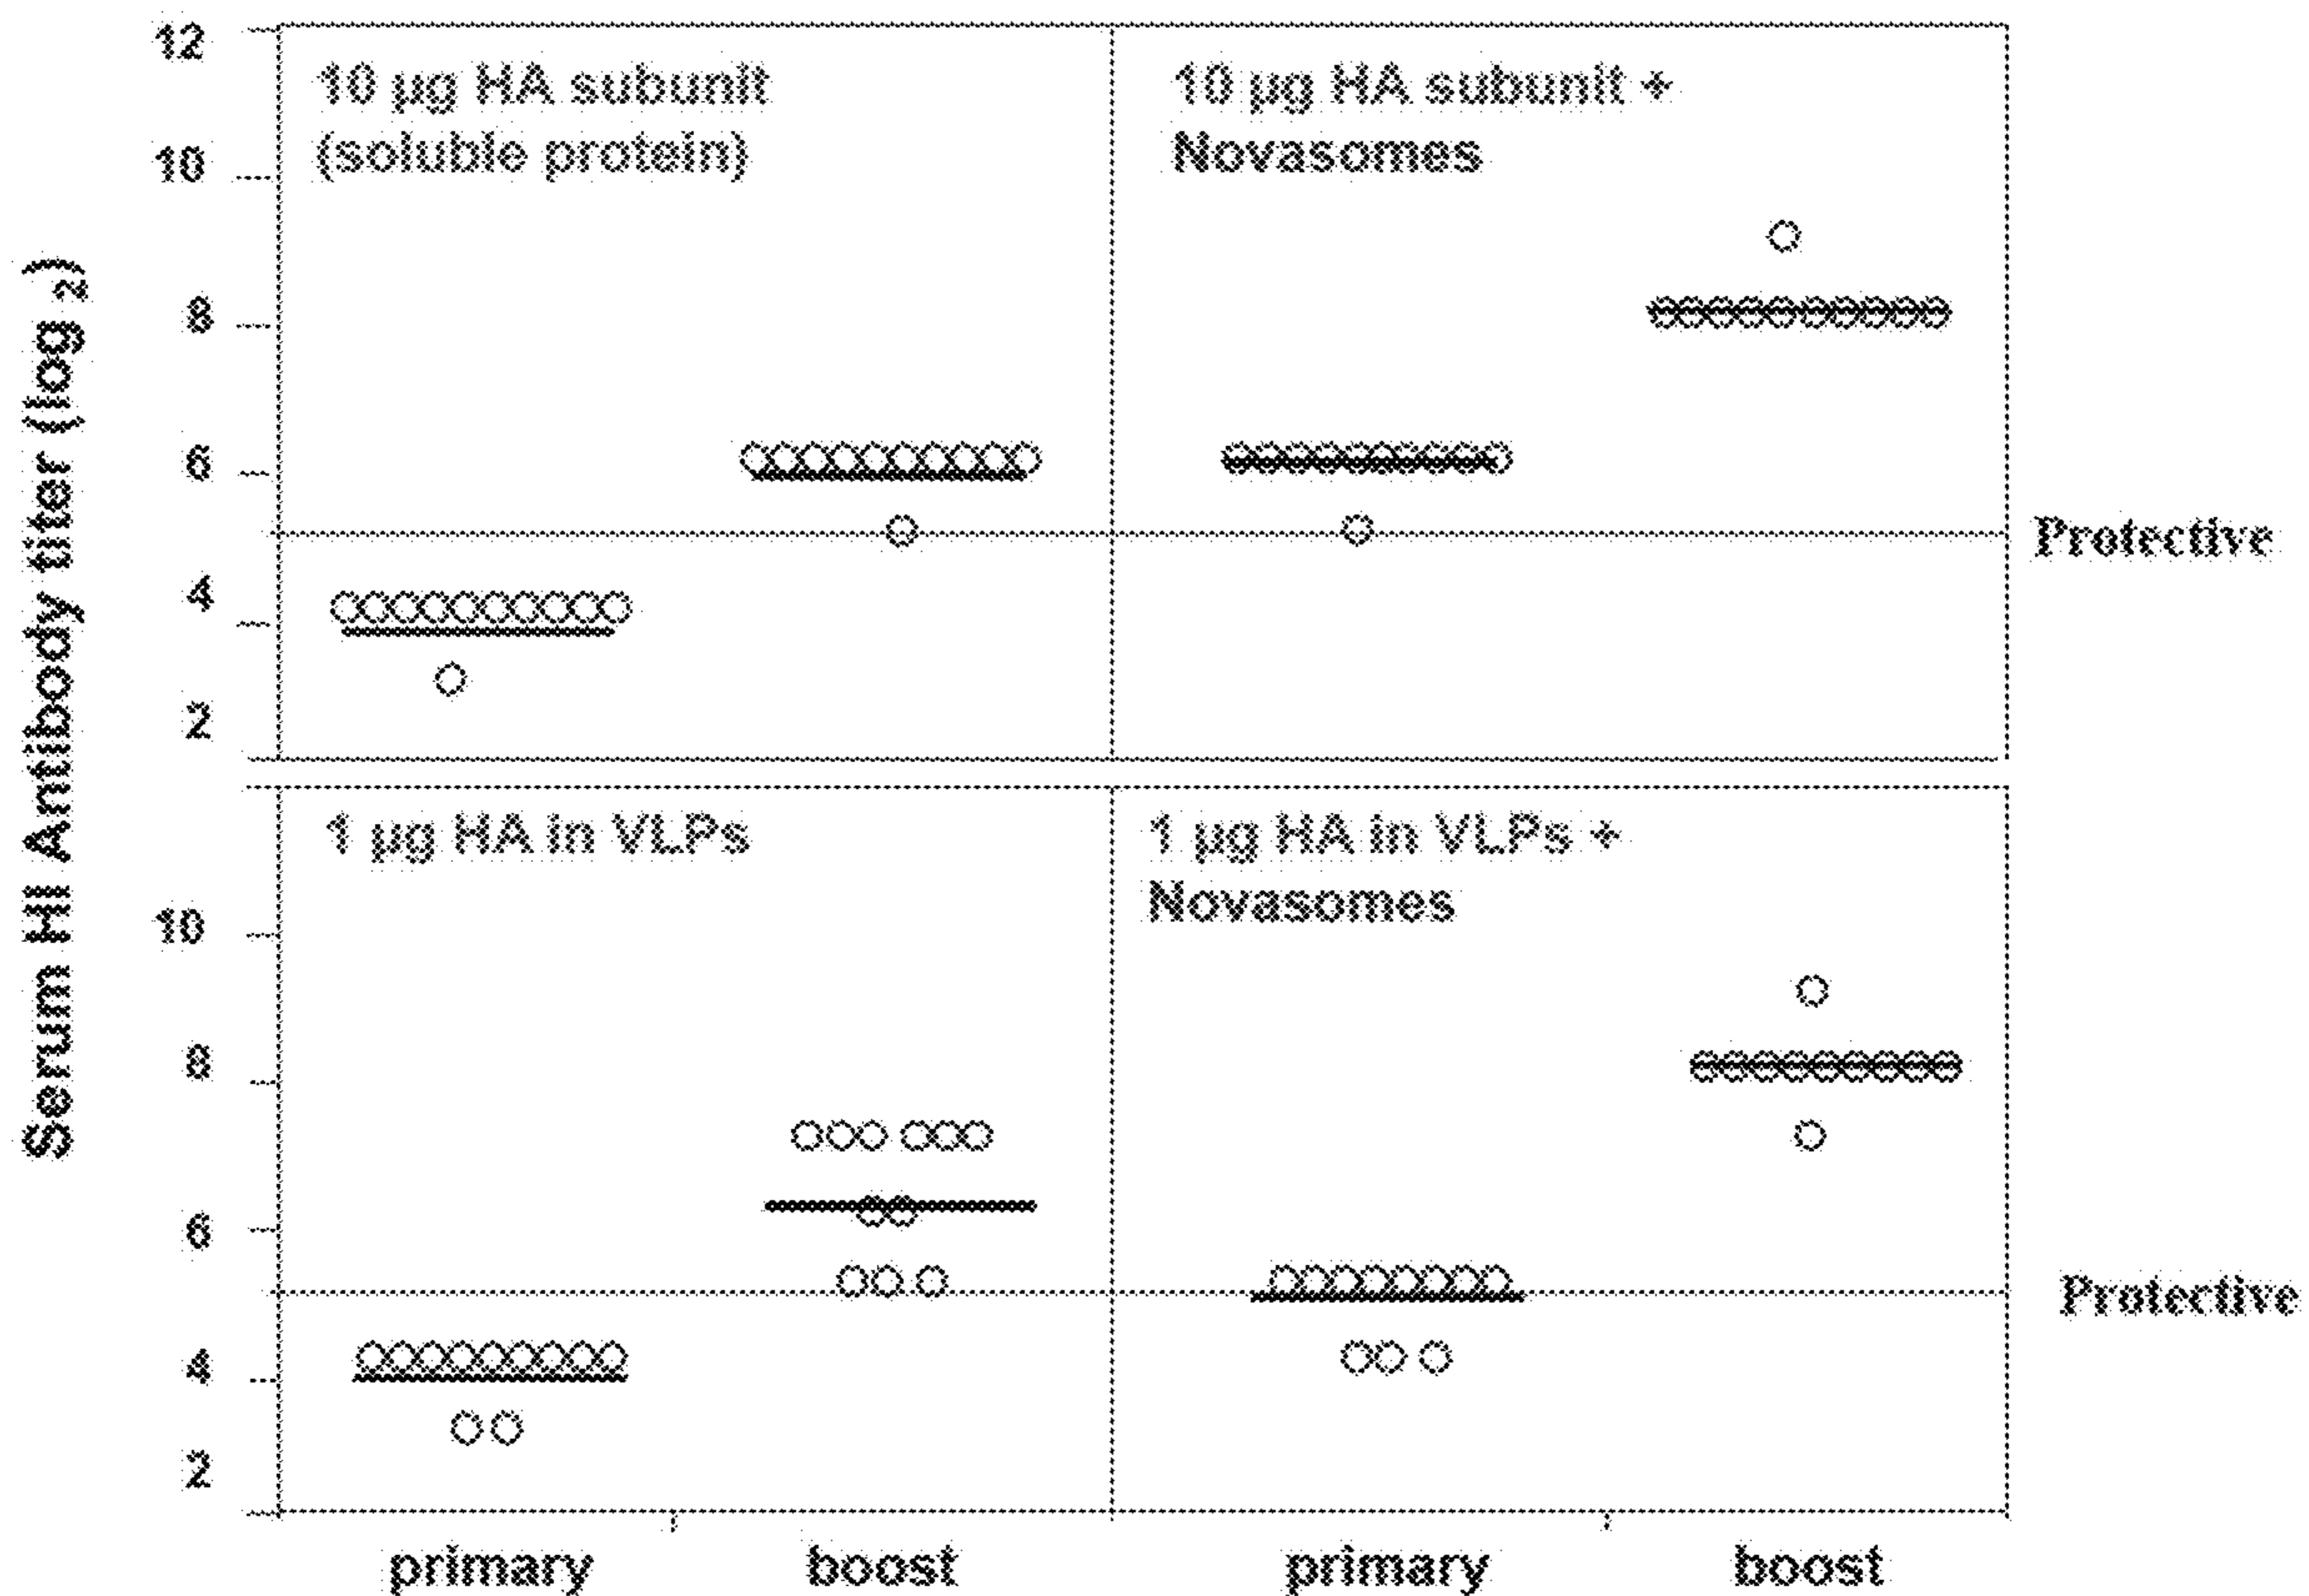 Serum HI Antibody titer (log 2)
12
10
8
6
4
2
10 µg HA subunit
(soluble protein)
10 µg HA subunit +
Novasomes
Protective
10
8
6
4
2
1 µg HA in VLPs
1 µg HA in VLPs +
Novasomes
Protective
primary
boost
primary
boost